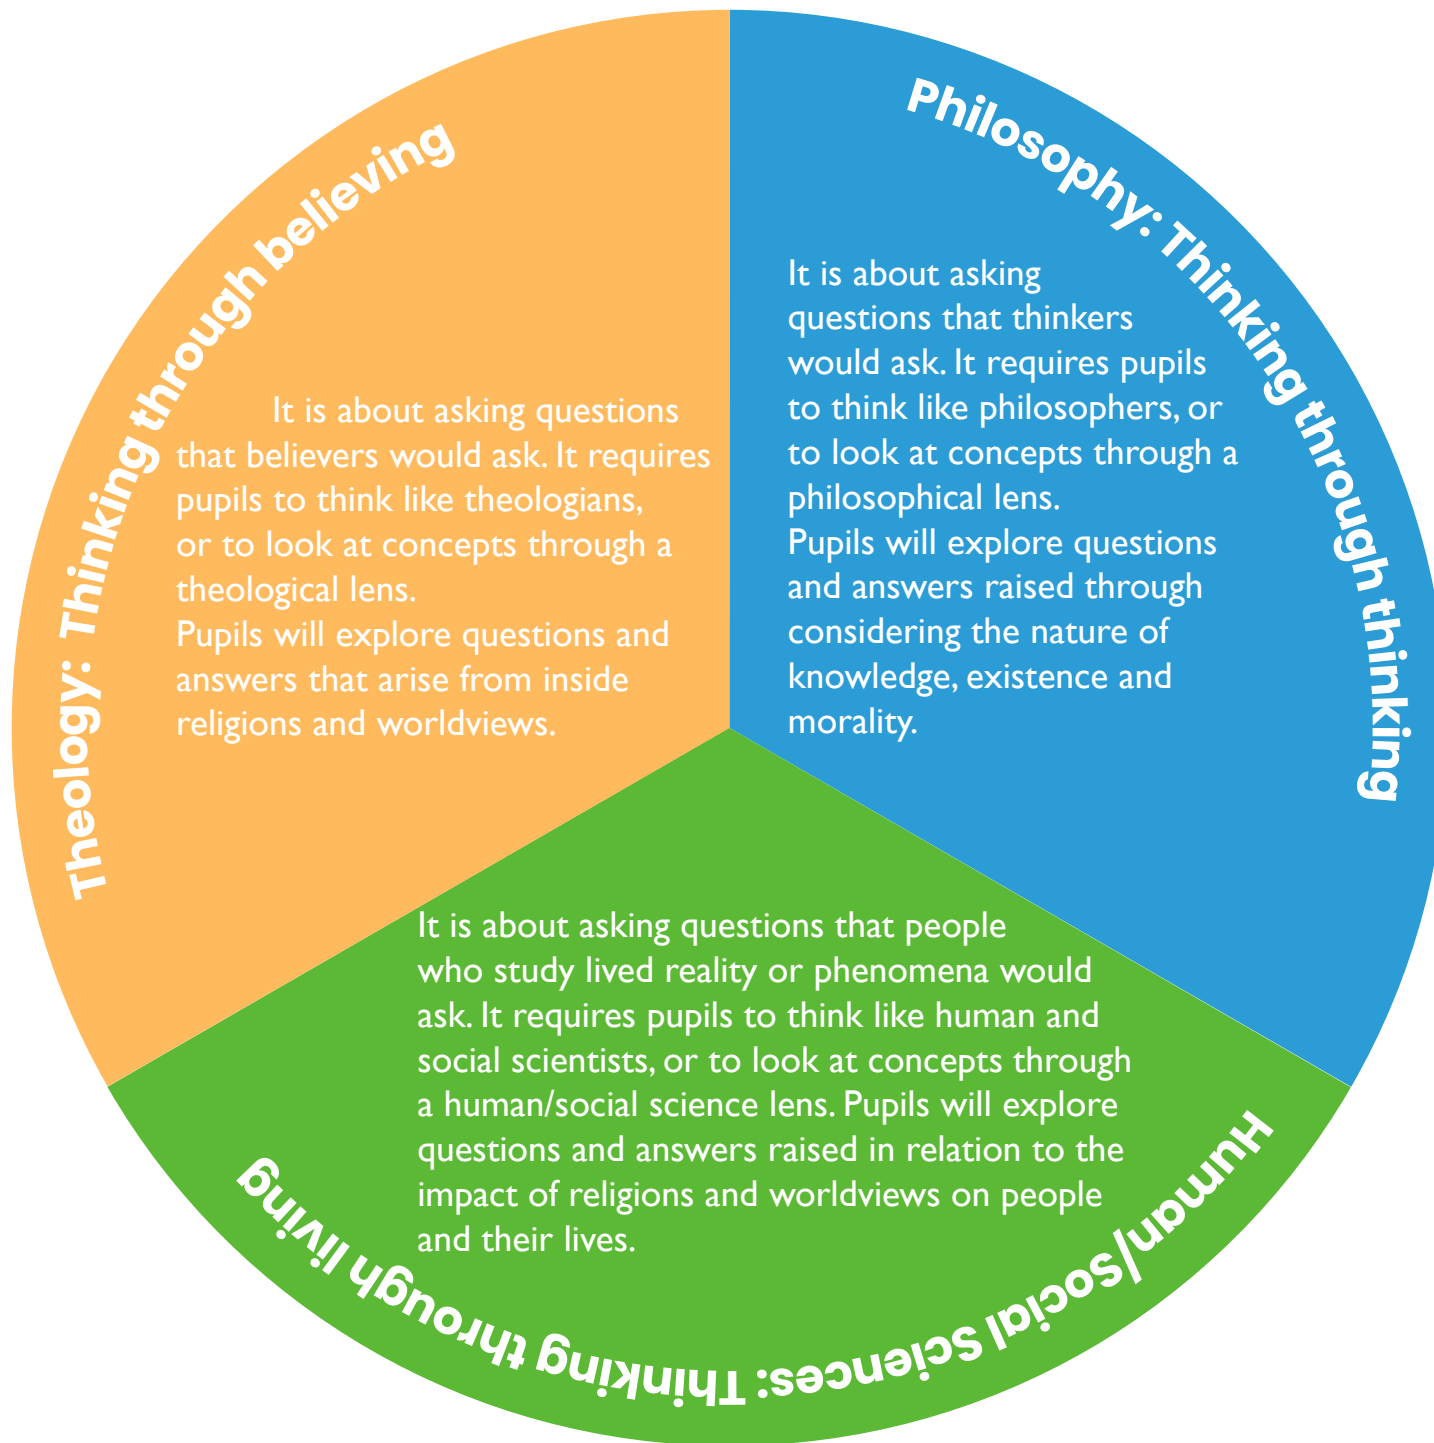 Theology: Thinking through believing
It is about asking questions
that believers would ask. It requires
pupils to think like theologians,
or to look at concepts through a
theological lens.
Pupils will explore questions and
answers that arise from inside
religions and worldviews.
Philosophy: Thinking through thinking
It is about asking
questions that thinkers
would ask. It requires pupils
to think like philosophers, or
to look at concepts through a
philosophical lens.
Pupils will explore questions
and answers raised through
considering the nature of
knowledge, existence and
morality.
It is about asking questions that people
who study lived reality or phenomena would
ask. It requires pupils to think like human and
social scientists, or to look at concepts through
a human/social science lens. Pupils will explore
questions and answers raised in relation to the
impact of religions and worldviews on people
and their lives.
Human/Social Sciences: Thinking through living